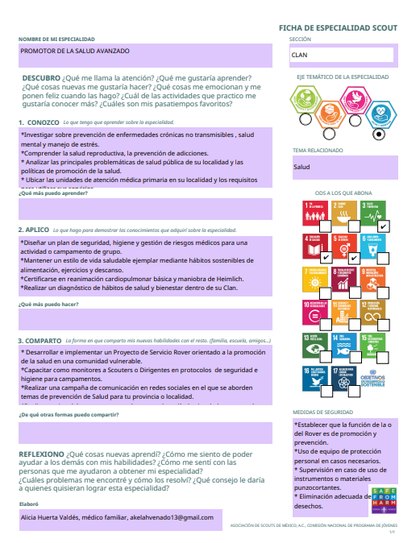 FICHA DE ESPECIALIDAD SCOUT
NOMBRE DE MI ESPECIALIDAD
PROMOTOR DE LA SALUD AVANZADO
SECCIÓN
CLAN
DESCUBRO ¿Qué me llama la atención? ¿Qué me gustaría aprender?
¿Qué cosas nuevas me gustaría hacer? ¿Qué cosas me emocionan y me
ponen feliz cuando las hago? ¿Cuál de las actividades que practico me
gustaría conocer más? ¿Cuáles son mis pasatiempos favoritos?
EJE TEMÁTICO DE LA ESPECIALIDAD
1. CONOZCO Lo que tengo que aprender sobre la especialidad.
*Investigar sobre prevención de enfermedades crónicas no transmisibles , salud
mental y manejo de estrés.
*Comprender la salud reproductiva, la prevención de adicciones.
* Analizar las principales problemáticas de salud pública de su localidad y las
políticas de promoción de la salud.
* Ubicar las unidades de atención médica primaria en su localidad y los requisitos
¿Qué más puedo aprender?
TEMA RELACIONADO
Salud
ODS A LOS QUE ABONA
2. APLICO Lo que hago para demostrar los conocimientos que adquirí sobre la especialidad.
*Diseñar un plan de seguridad, higiene y gestión de riesgos médicos para una
actividad o campamento de grupo.
*Mantener un estilo de vida saludable ejemplar mediante hábitos sostenibles de
alimentación, ejercicios y descanso.
*Certificarse en reanimación cardiopulmonar básica y maniobra de Heimlich.
*Realizar un diagnóstico de hábitos de salud y bienestar dentro de su Clan.
¿Qué más puedo hacer?
3. COMPARTO La forma en que comparto mis nuevas habilidades con el resto. (familia, escuela, amigos...)
* Desarrollar e implementar un Proyecto de Servicio Rover orientado a la promoción
de la salud en una comunidad vulnerable.
*Capacitar como monitores a Scouters o Dirigentes en protocolos de seguridad e
higiene para campamentos.
*Realizar una campaña de comunicación en redes sociales en el que se aborden
temas de prevención de Salud para tu provincia o localidad.
¿De qué otras formas puedo compartir?
MEDIDAS DE SEGURIDAD
*Establecer que la función de la o
del Rover es de promoción y
prevención.
*Uso de equipo de protección
personal en casos necesarios.
* Supervisión en caso de uso de
instrumentos o materiales
punzocortantes.
* Eliminación adecuada de
desechos.
SAFE
FROM
HARM
REFLEXIONO ¿Qué cosas nuevas aprendí? ¿Cómo me siento de poder
ayudar a los demás con mis habilidades? ¿Cómo me sentí con las
personas que me ayudaron a obtener mi especialidad?
¿Cuáles problemas me encontré y cómo los resolví? ¿Qué consejo le daría
a quienes quisieran lograr esta especialidad?
Elaboró
Alicia Huerta Valdés, médico familiar, akelahvenado13@gmail.com
ASOCIACIÓN DE SCOUTS DE MÉXICO, A.C., COMISIÓN NACIONAL DE PROGRAMA DE JÓVENES